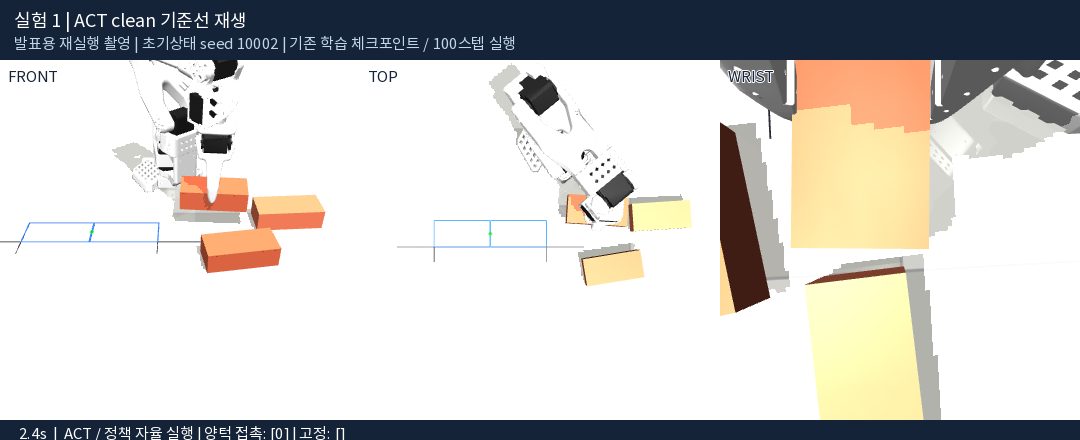 실험 1 | ACT clean 기준선 재생
발표용 재실행 촬영 | 초기상태 seed 10002 | 기존 학습 체크포인트 / 100스텝 실행
FRONT
TOP
WRIST
2.4s | ACT / 정책 자율 실행 | 양턱 접촉: [0] | 고정: []